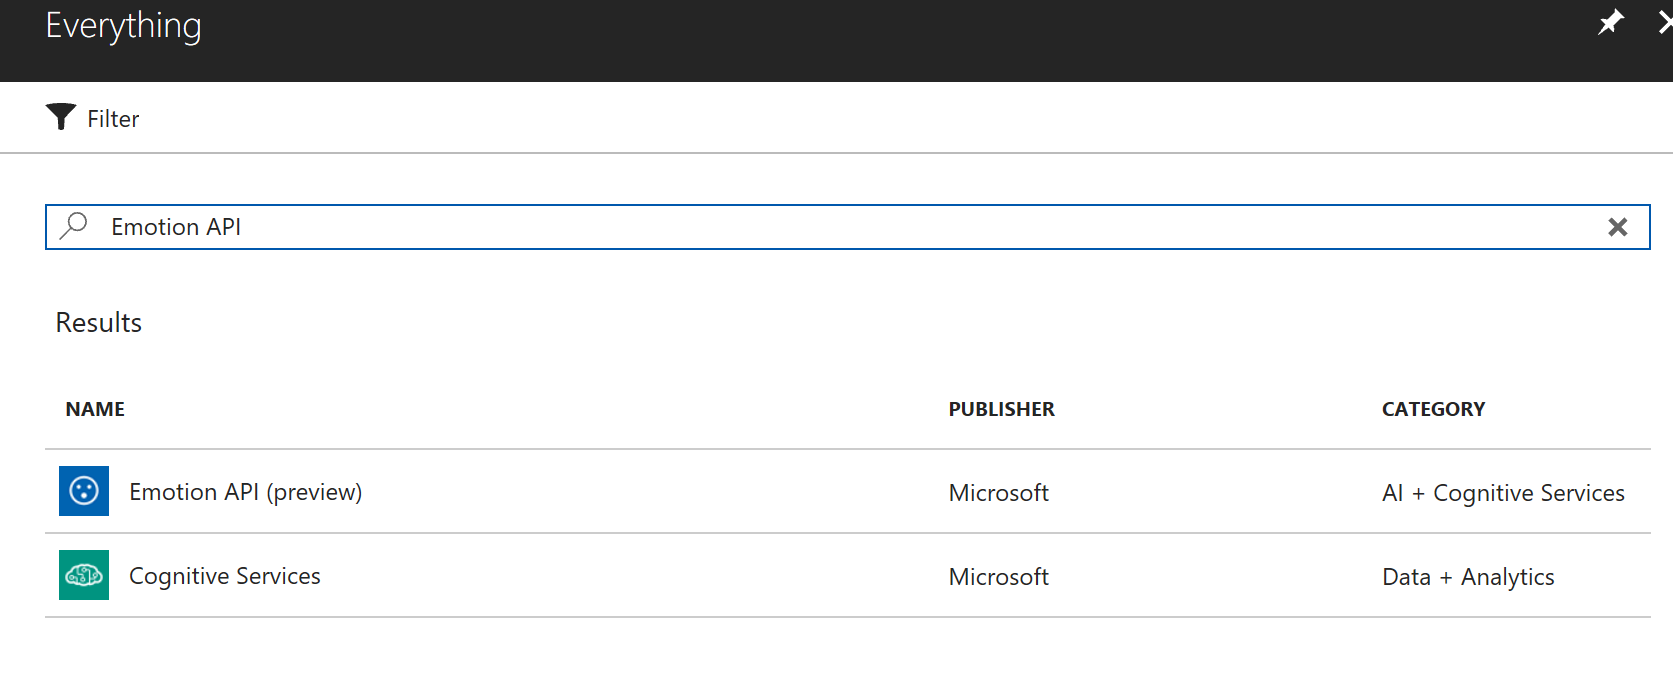 Everything
Filter
Emotion API
Results
NAME PUBLISHER CATEGORY
Emotion API (preview) Microsoft AI + Cognitive Services
Cognitive Services Microsoft Data + Analytics